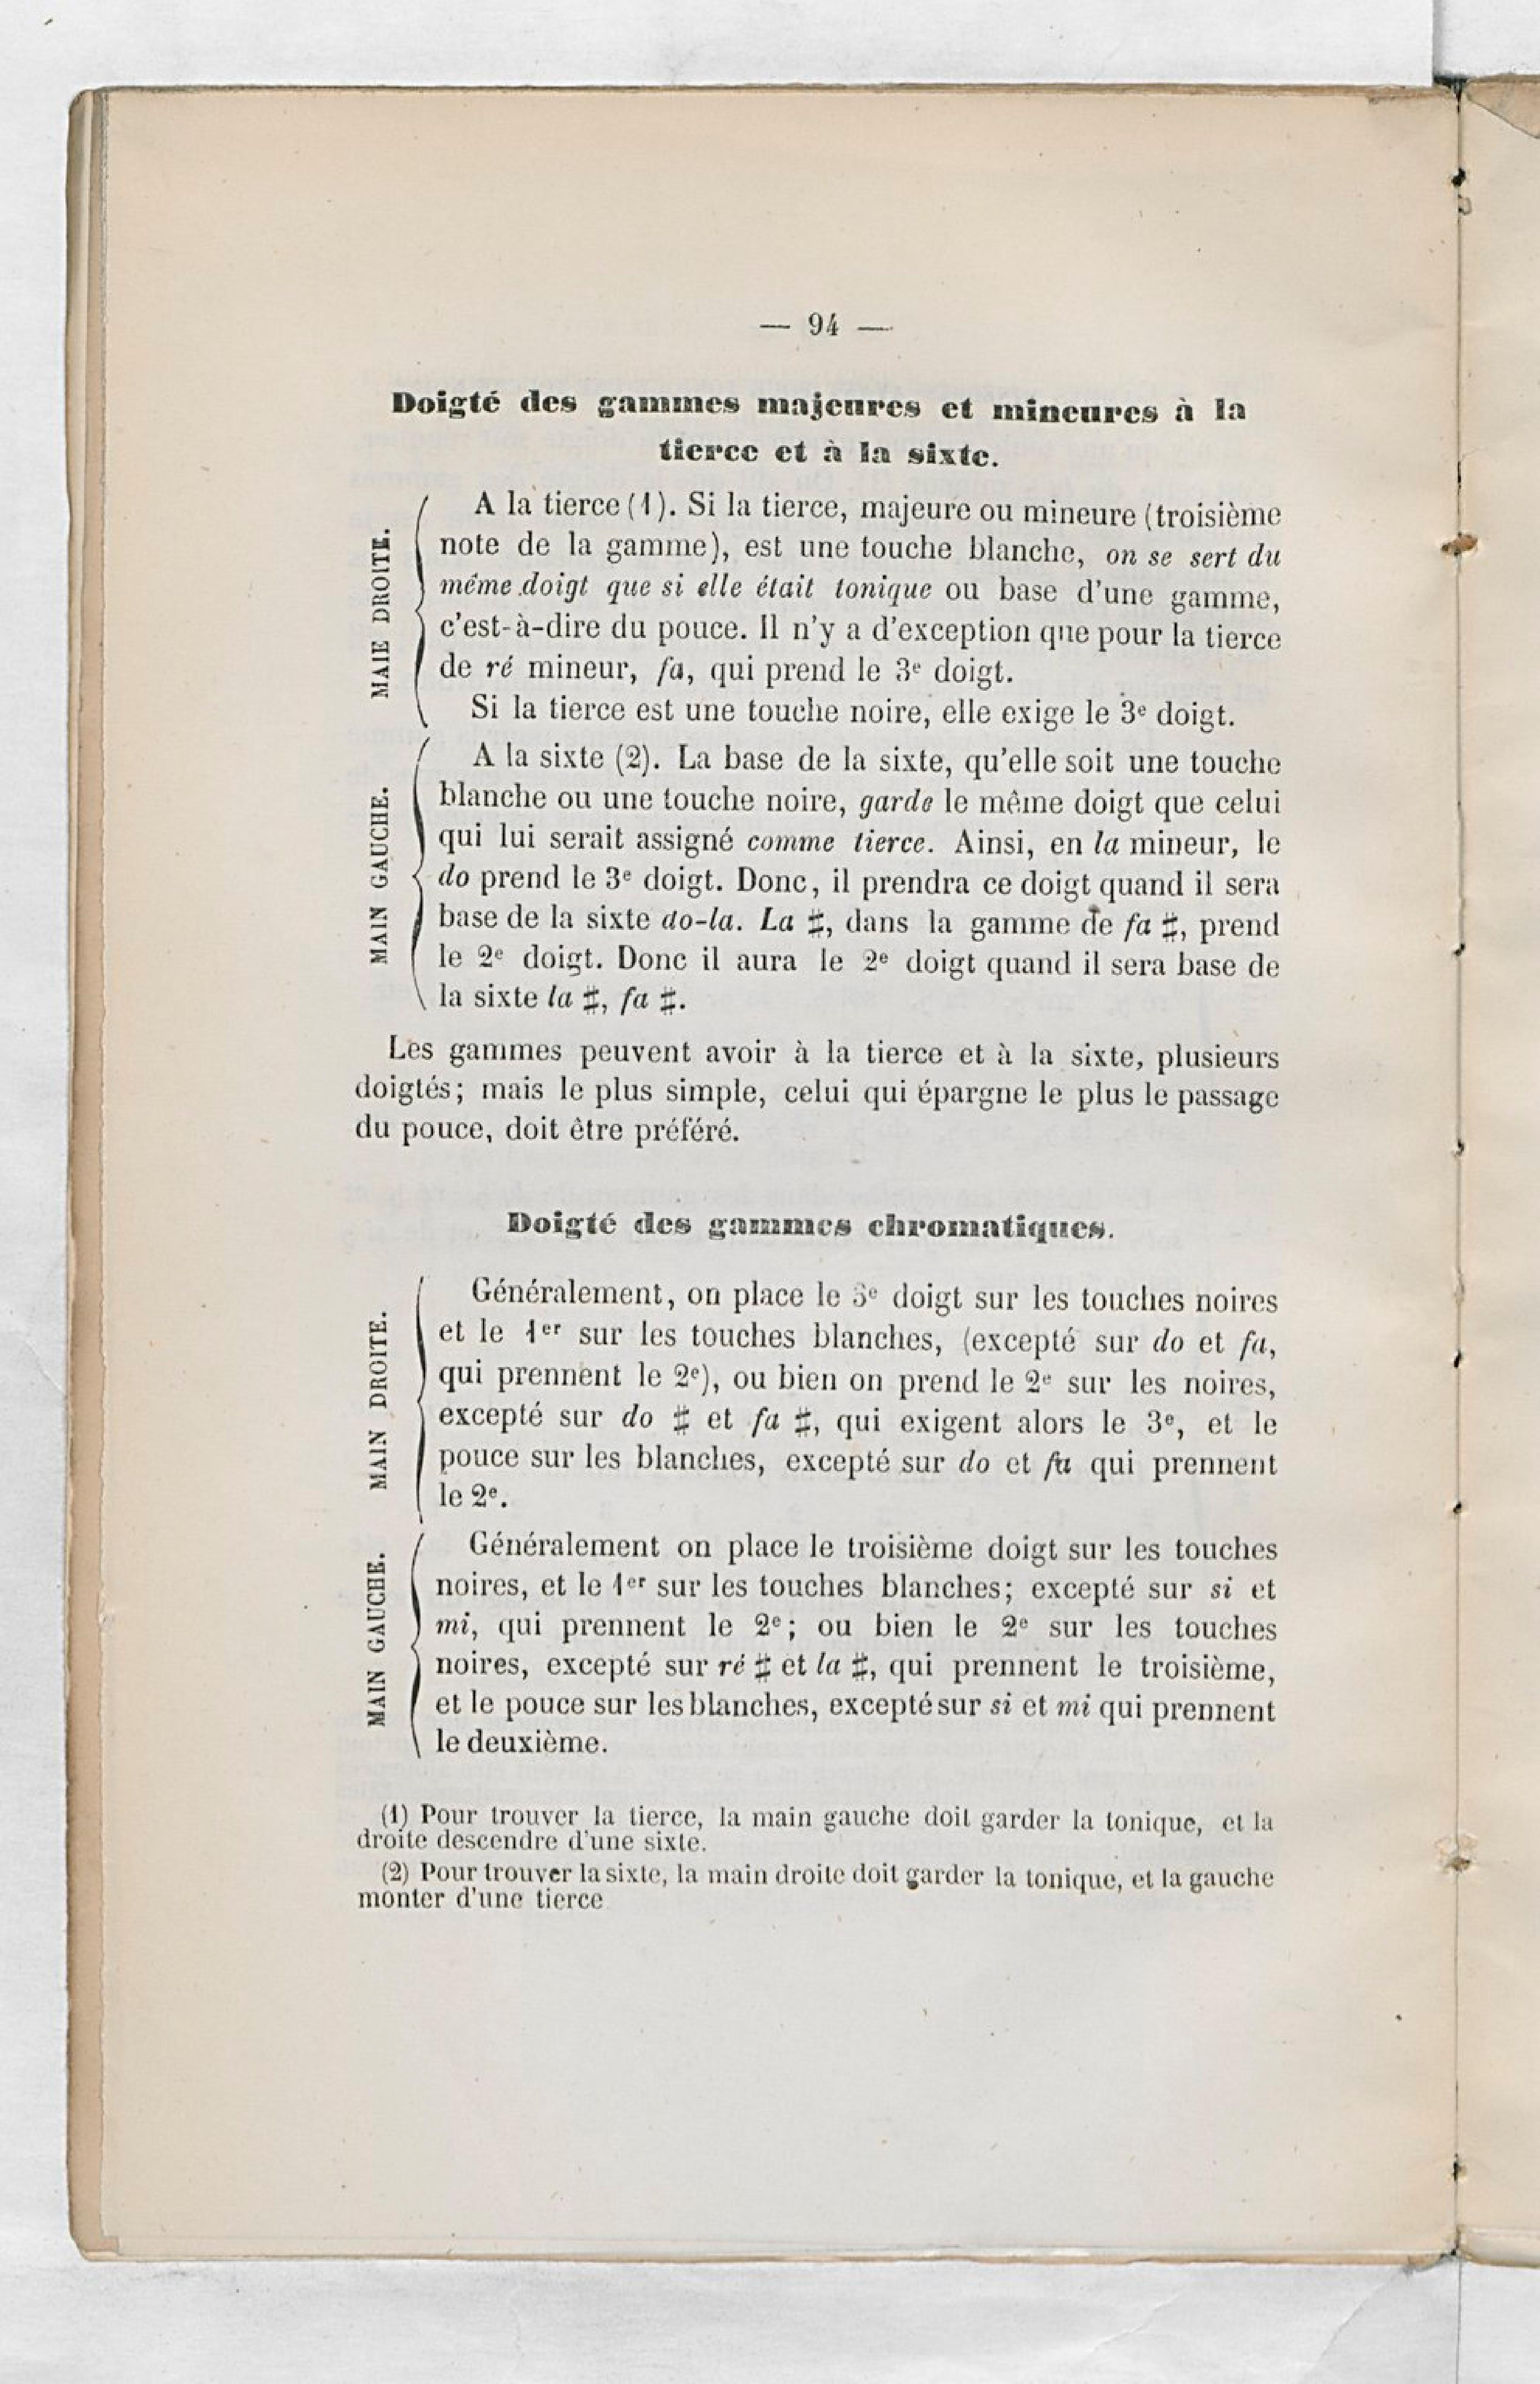 — 94 —
Doigté des gammes majeures et mineures à la
tierce et à la sixte.
MAIE DROITE.
A la tierce (1). Si la tierce, majeure ou mineure (troisième
note de la gamme), est une touche blanche, on se sert du
même doigt que si elle était tonique ou base d'une gamme,
c'est-à-dire du pouce. Il n'y a d'exception que pour la tierce
de ré mineur, fa, qui prend le 3e doigt.
Si la tierce est une touche noire, elle exige le 3e doigt.
MAIN GAUCHE.
A la sixte (2). La base de la sixte, qu'elle soit une touche
blanche ou une touche noire, garde le même doigt que celui
qui lui serait assigné comme tierce. Ainsi, en la mineur, le
do prend le 3e doigt. Donc, il prendra ce doigt quand il sera
base de la sixte do-la. La ♯, dans la gamme de fa ♯, prend
le 2e doigt. Donc il aura le 2e doigt quand il sera base de
la sixte la ♯, fa ♯.
Les gammes peuvent avoir à la tierce et à la sixte, plusieurs
doigtés; mais le plus simple, celui qui épargne le plus le passage
du pouce, doit être préféré.
Doigté des gammes chromatiques.
MAIN DROITE.
Généralement, on place le 3e doigt sur les touches noires
et le 1er sur les touches blanches, (excepté sur do et fa,
qui prennent le 2e), ou bien on prend le 2e sur les noires,
excepté sur do ♯ et fa ♯, qui exigent alors le 3e, et le
pouce sur les blanches, excepté sur do et fa qui prennent
le 2e.
MAIN GAUCHE.
Généralement on place le troisième doigt sur les touches
noires, et le 1er sur les touches blanches; excepté sur si et
mi, qui prennent le 2e; ou bien le 2e sur les touches
noires, excepté sur ré ♯ et la ♯, qui prennent le troisième,
et le pouce sur les blanches, excepté sur si et mi qui prennent
le deuxième.
(1) Pour trouver la tierce, la main gauche doit garder la tonique, et la
droite descendre d'une sixte.
(2) Pour trouver la sixte, la main droite doit garder la tonique, et la gauche
monter d'une tierce